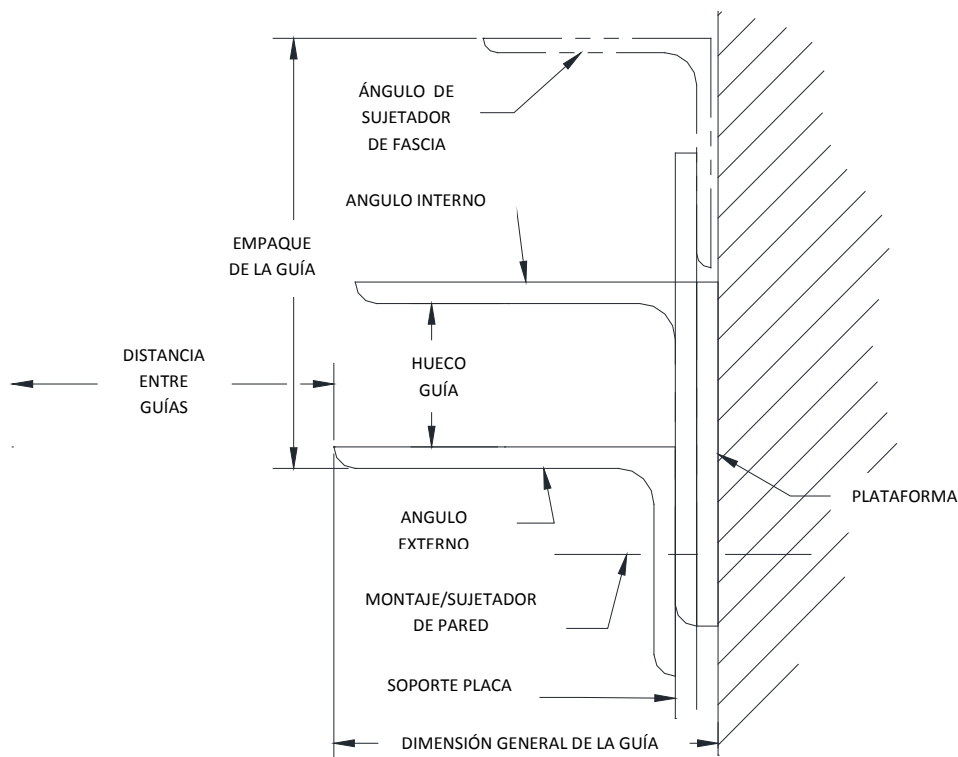 ÁNGULO DE
SUJETADOR
DE FASCIA
ANGULO INTERNO
EMPAQUE
DE LA GUÍA
DISTANCIA
ENTRE
GUÍAS
HUECO
GUÍA
PLATAFORMA
ANGULO
EXTERNO
MONTAJE/SUJETADOR
DE PARED
SOPORTE PLACA
DIMENSIÓN GENERAL DE LA GUÍA